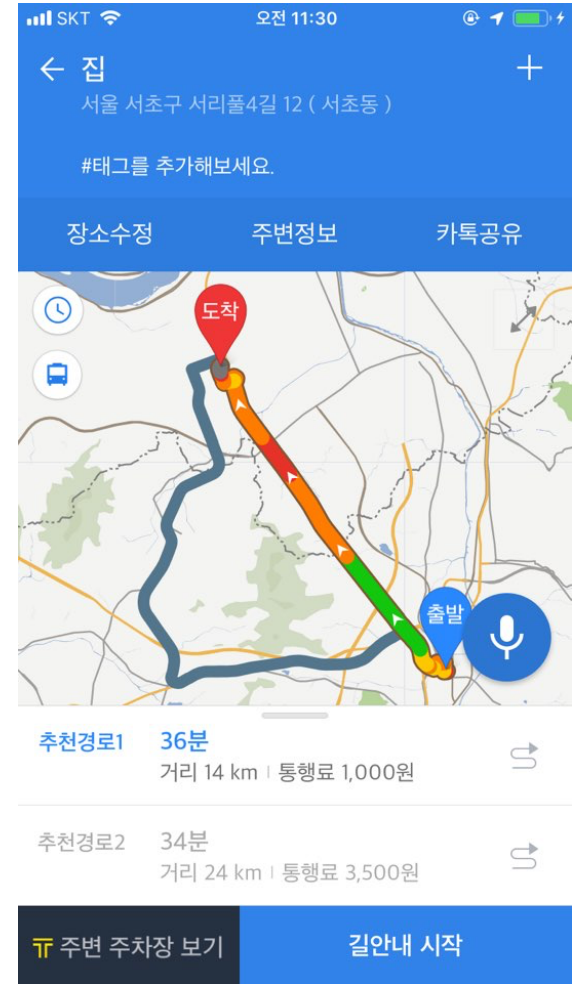 SKT 오전 11:30
집
서울 서초구 서리풀4길 12 ( 서초동 )
#태그를 추가해보세요.
장소수정 주변정보 카톡공유
도착
출발
추천경로1 36분
거리 14 km | 통행료 1,000원
추천경로2 34분
거리 24 km | 통행료 3,500원
주변 주차장 보기 길안내 시작